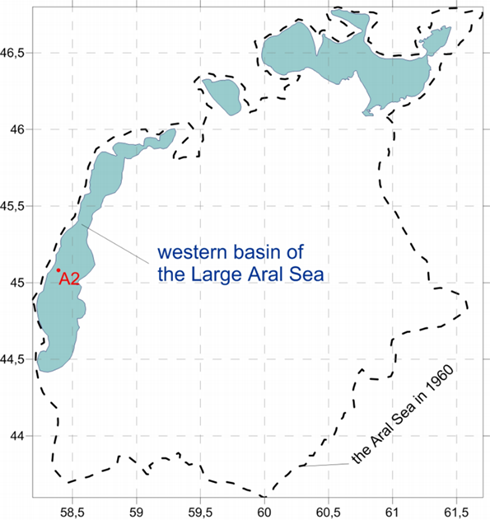 46,5
46
45,5
western basin of
the Large Aral Sea
A2
45
44,5
the Aral Sea in 1960
44
58,5 59 59,5 60 60,5 61 61,5